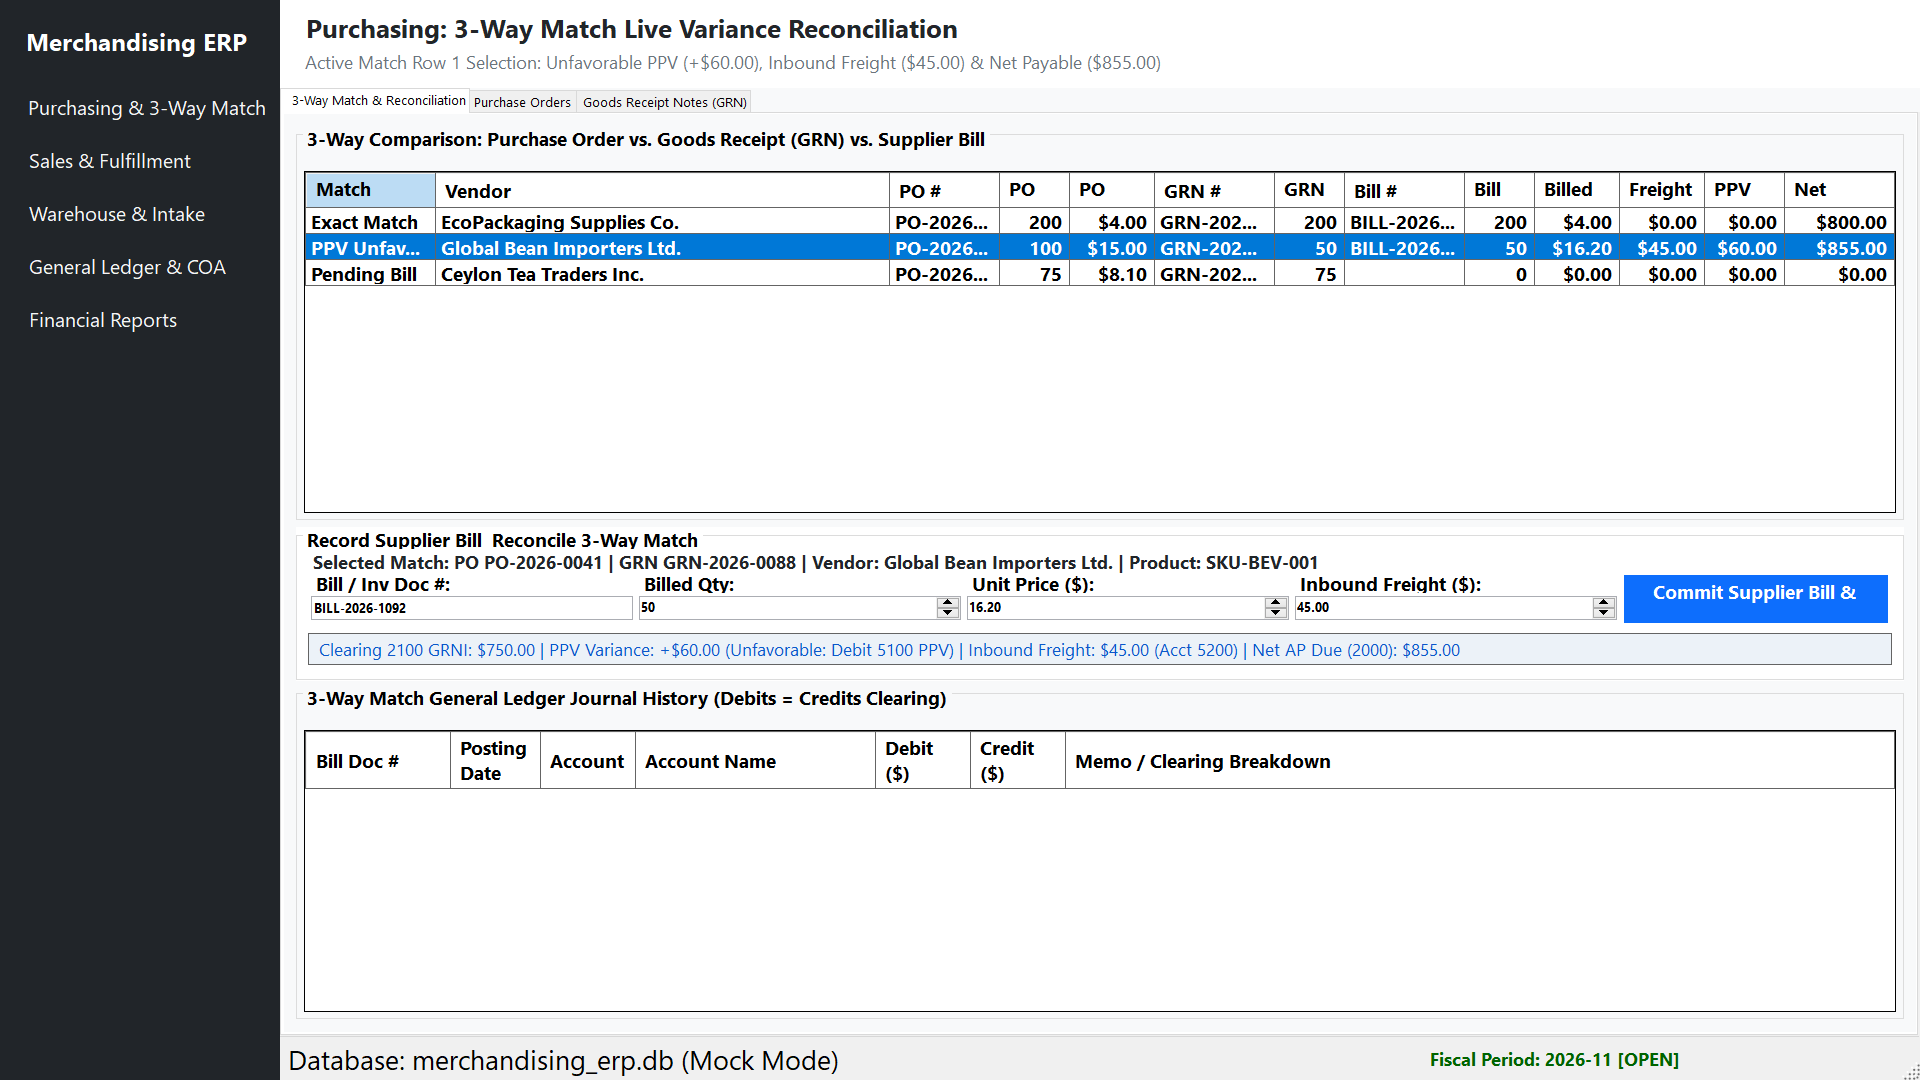 Merchandising ERP
Purchasing & 3-Way Match
Sales & Fulfillment
Warehouse & Intake
General Ledger & COA
Financial Reports
Purchasing: 3-Way Match Live Variance Reconciliation
Active Match Row 1 Selection: Unfavorable PPV (+$60.00), Inbound Freight ($45.00) & Net Payable ($855.00)
3-Way Match & Reconciliation Purchase Orders Goods Receipt Notes (GRN)
3-Way Comparison: Purchase Order vs. Goods Receipt (GRN) vs. Supplier Bill
Match Vendor PO # PO PO GRN # GRN Bill # Bill Billed Freight PPV Net
Exact Match EcoPackaging Supplies Co. PO-2026... 200 $4.00 GRN-202... 200 BILL-2026... 200 $4.00 $0.00 $0.00 $800.00
PPV Unfav... Global Bean Importers Ltd. PO-2026... 100 $15.00 GRN-202... 50 BILL-2026... 50 $16.20 $45.00 $60.00 $855.00
Pending Bill Ceylon Tea Traders Inc. PO-2026... 75 $8.10 GRN-202... 75 0 $0.00 $0.00 $0.00 $0.00
Record Supplier Bill Reconcile 3-Way Match
Selected Match: PO PO-2026-0041 | GRN GRN-2026-0088 | Vendor: Global Bean Importers Ltd. | Product: SKU-BEV-001
Bill / Inv Doc #: Billed Qty: Unit Price ($): Inbound Freight ($):
BILL-2026-1092 50 16.20 45.00
Commit Supplier Bill &
Clearing 2100 GRNI: $750.00 | PPV Variance: +$60.00 (Unfavorable: Debit 5100 PPV) | Inbound Freight: $45.00 (Acct 5200) | Net AP Due (2000): $855.00
3-Way Match General Ledger Journal History (Debits = Credits Clearing)
Bill Doc # Posting Date Account Account Name Debit ($) Credit ($) Memo / Clearing Breakdown
Database: merchandising_erp.db (Mock Mode)
Fiscal Period: 2026-11 [OPEN]